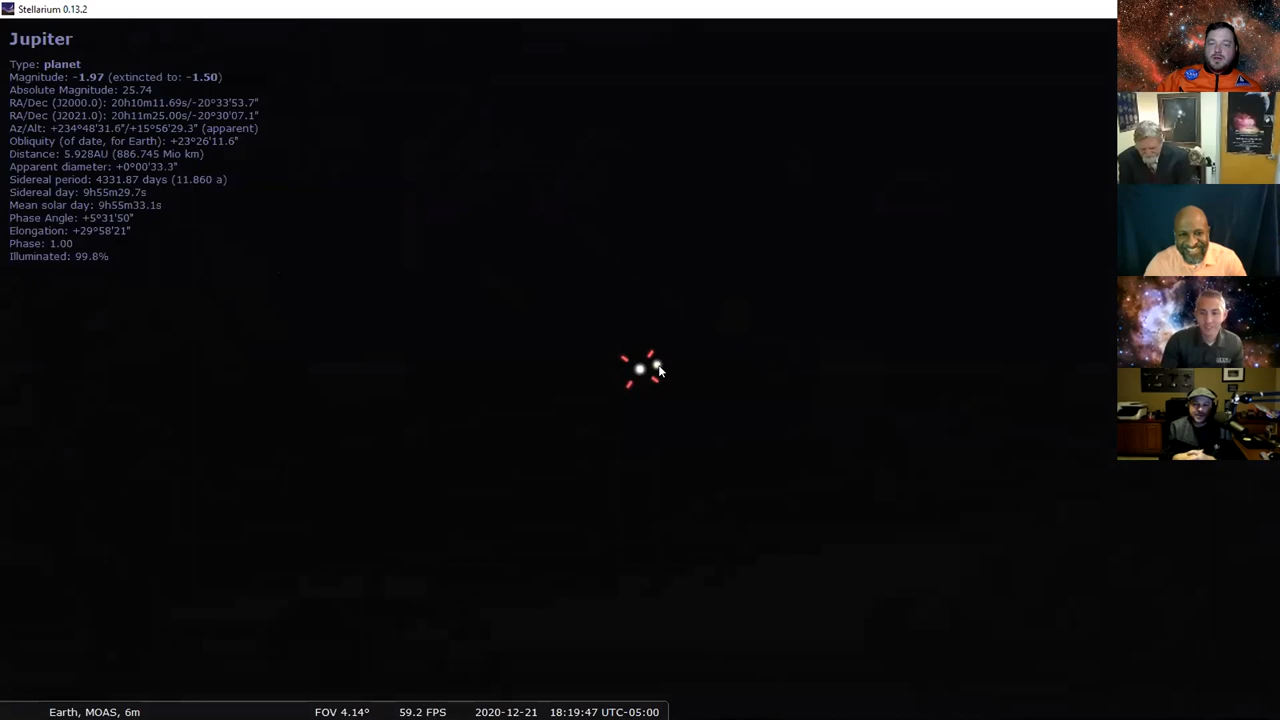 Stellarium 0.13.2
Jupiter
Type: planet
Magnitude: -1.97 (extincted to: -1.50)
Absolute Magnitude: 25.74
RA/Dec (J2000.0): 20h10m11.69s/-20°33'53.7"
RA/Dec (J2021.0): 20h11m25.00s/-20°30'07.1"
Az/Alt: +234°48'31.6"/+15°56'29.3" (apparent)
Obliquity (of date, for Earth): +23°26'11.6"
Distance: 5.928AU (886.745 Mio km)
Apparent diameter: +0°00'33.3"
Sidereal period: 4331.87 days (11.860 a)
Sidereal day: 9h55m29.7s
Mean solar day: 9h55m33.1s
Phase Angle: +5°31'50"
Elongation: +29°58'21"
Phase: 1.00
Illuminated: 99.8%
Earth, MOAS, 6m FOV 4.14° 59.2 FPS 2020-12-21 18:19:47 UTC-05:00